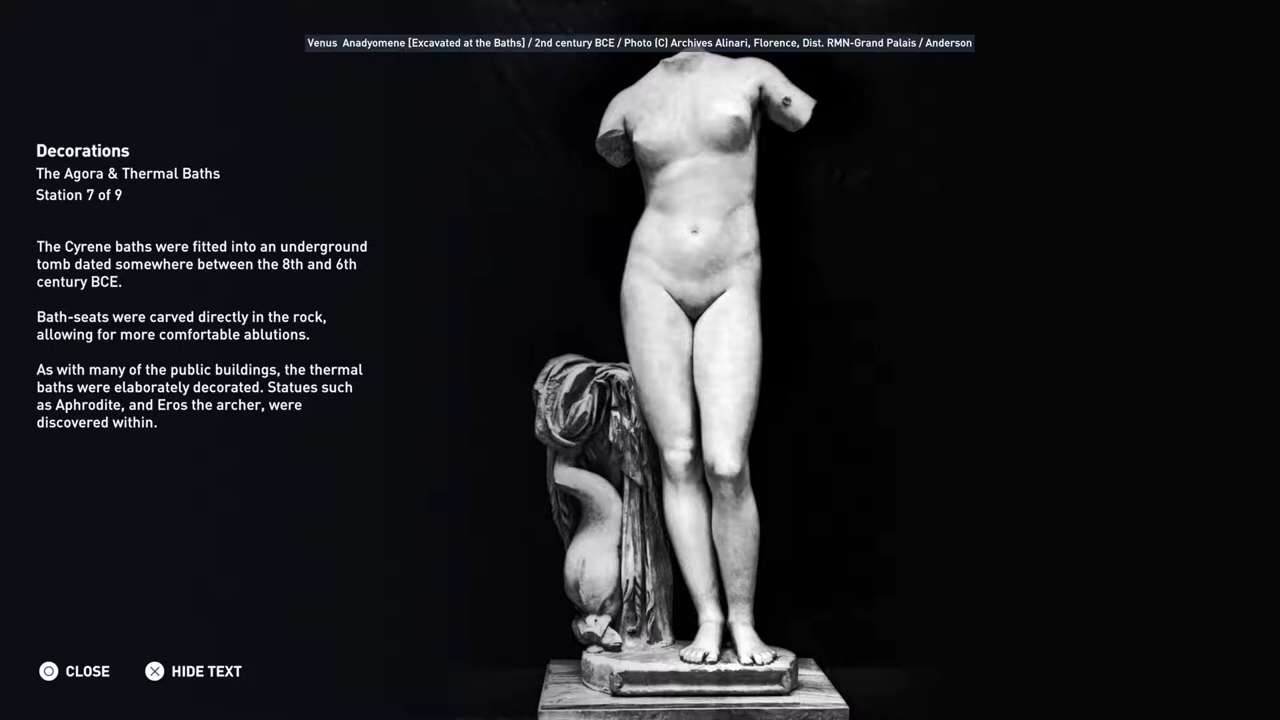 Venus Anadyomene [Excavated at the Baths] / 2nd century BCE / Photo (C) Archives Alinari, Florence, Dist. RMN-Grand Palais / Anderson
Decorations
The Agora & Thermal Baths
Station 7 of 9
The Cyrene baths were fitted into an underground
tomb dated somewhere between the 8th and 6th
century BCE.
Bath-seats were carved directly in the rock,
allowing for more comfortable ablutions.
As with many of the public buildings, the thermal
baths were elaborately decorated. Statues such
as Aphrodite, and Eros the archer, were
discovered within.
CLOSE
HIDE TEXT